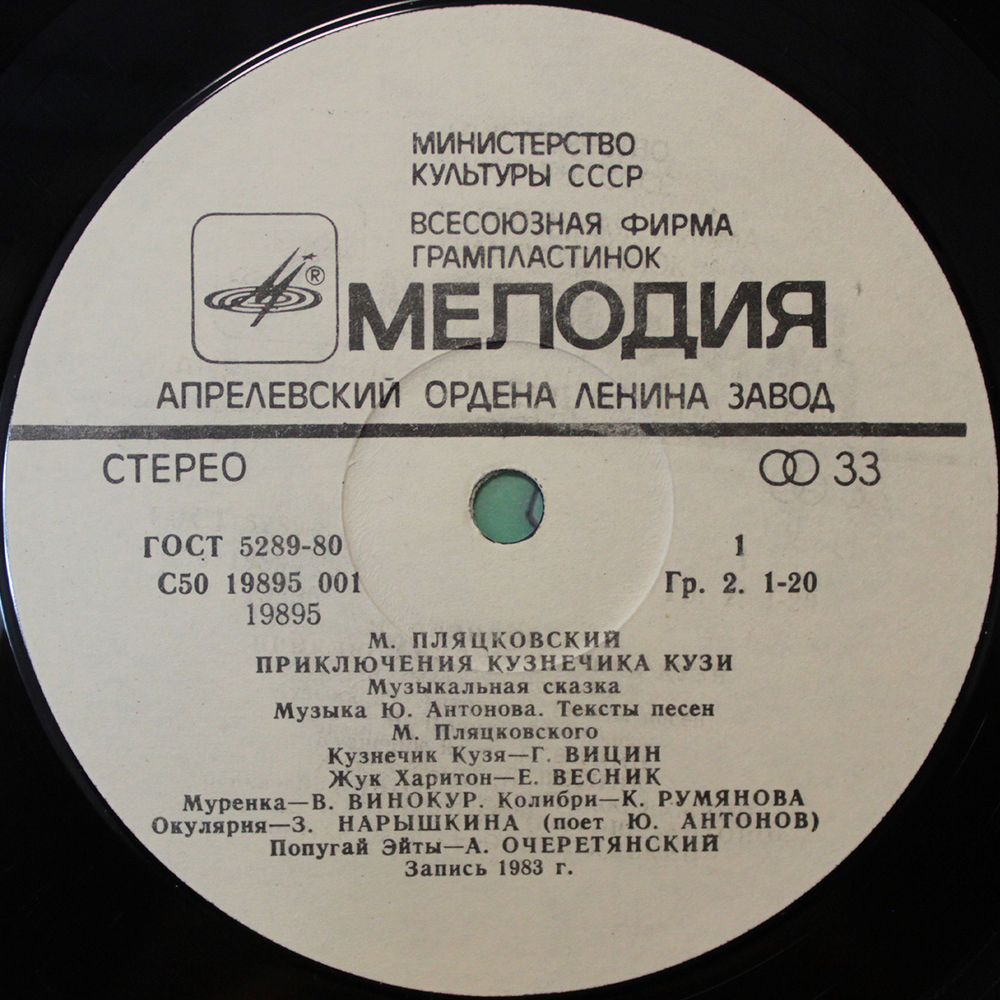 МИНИСТЕРСТВО
КУЛЬТУРЫ СССР
ВСЕСОЮЗНАЯ ФИРМА
ГРАМПЛАСТИНОК
®
МЕЛОДИЯ
АПРЕЛЕВСКИЙ ОРДЕНА ЛЕНИНА ЗАВОД
СТЕРЕО 33
ГОСТ 5289-80 1
С50 19895 001 Гр. 2. 1-20
19895
М. ПЛЯЦКОВСКИЙ
ПРИКЛЮЧЕНИЯ КУЗНЕЧИКА КУЗИ
Музыкальная сказка
Музыка Ю. Антонова. Тексты песен
М. Пляцковского
Кузнечик Кузя—Г. ВИЦИН
Жук Харитон—Е. ВЕСНИК
Муренка—В. ВИНОКУР. Колибри—К. РУМЯНОВА
Окулярия—З. НАРЫШКИНА (поет Ю. АНТОНОВ)
Попугай Эйты—А. ОЧЕРЕТЯНСКИЙ
Запись 1983 г.